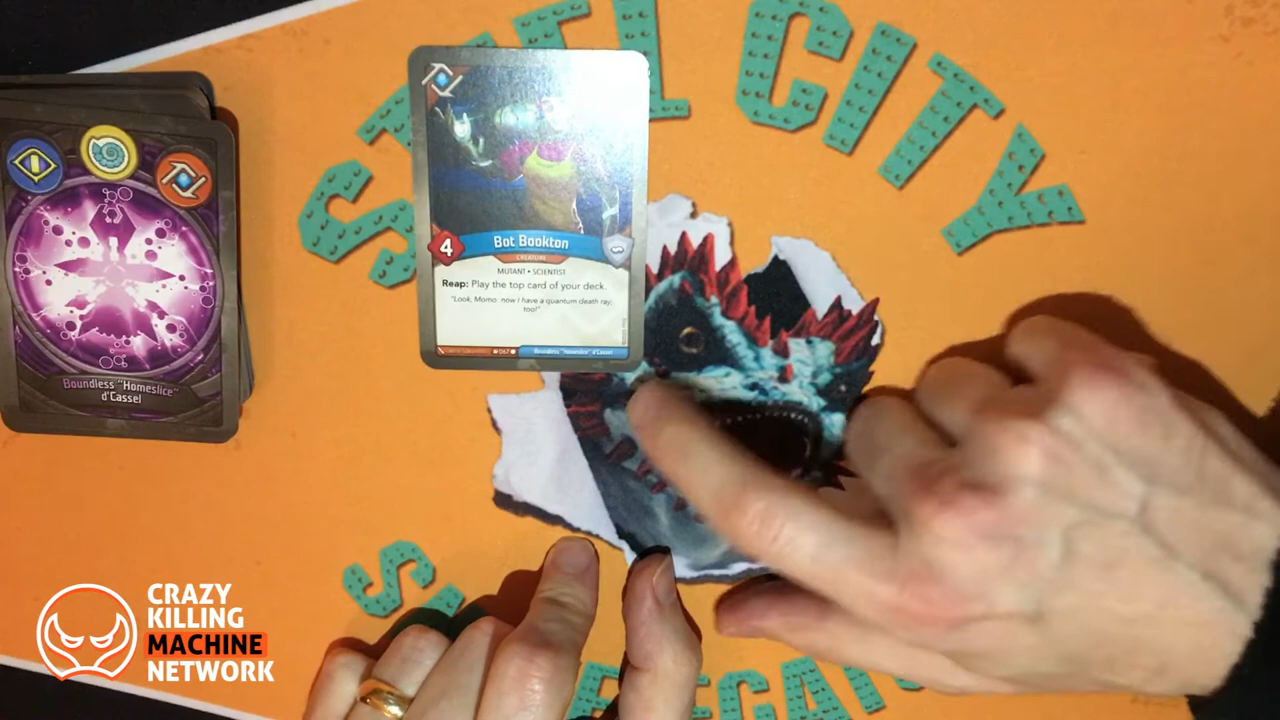 STEEL CITY
4
Bot Bookton
CREATURE
MUTANT • SCIENTIST
Reap: Play the top card of your deck.
"Look, Momo: now I have a quantum death ray,
too!"
067
Boundless "Homeslice" d'Cassel
Boundless "Homeslice"
d'Cassel
CRAZY
KILLING
MACHINE
NETWORK